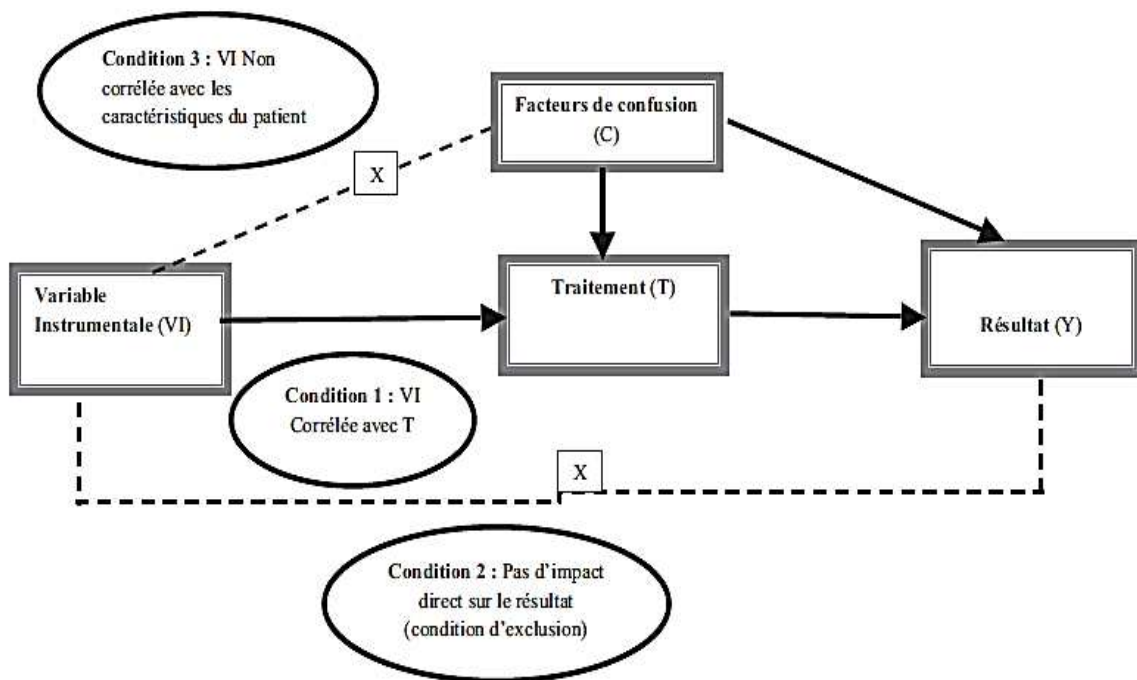 Condition 3 : VI Non
corrélée avec les
caractéristiques du patient
Facteurs de confusion
(C)
X
Variable
Instrumentale (VI)
Traitement (T)
Résultat (Y)
Condition 1 : VI
Corrélée avec T
X
Condition 2 : Pas d'impact
direct sur le résultat
(condition d'exclusion)